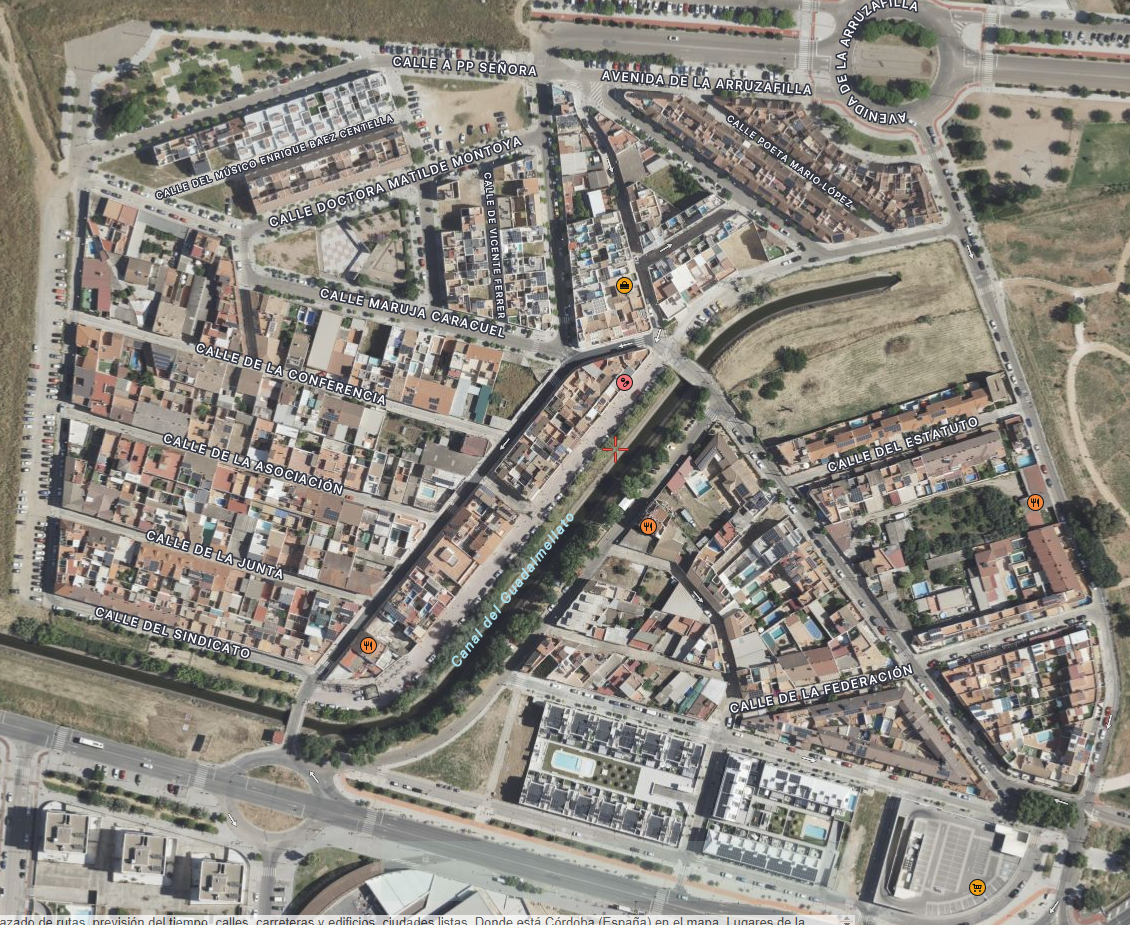 AVENIDA DE LA ARRUZAFILLA
CALLE A PP SEÑORA
AVENIDA DE LA ARRUZAFILLA
AVENIDA
CALLE DEL MÚSICO ENRIQUE BÁEZ CENTELLA
CALLE POETA MARIO LÓPEZ
CALLE DOCTORA MATILDE MONTOYA
CALLE DE VICENTE FERRER
CALLE MARUJA CARACUEL
CALLE DE LA CONFERENCIA
CALLE DEL ESTATUTO
CALLE DE LA ASOCIACIÓN
CALLE DE LA JUNTA
Canal del Guadalmellato
CALLE DEL SINDICATO
CALLE DE LA FEDERACIÓN
azado de rutas, previsión del tiempo, calles, carreteras y edificios, ciudades listas. Donde está Córdoba (España) en el mapa. Lugares de la